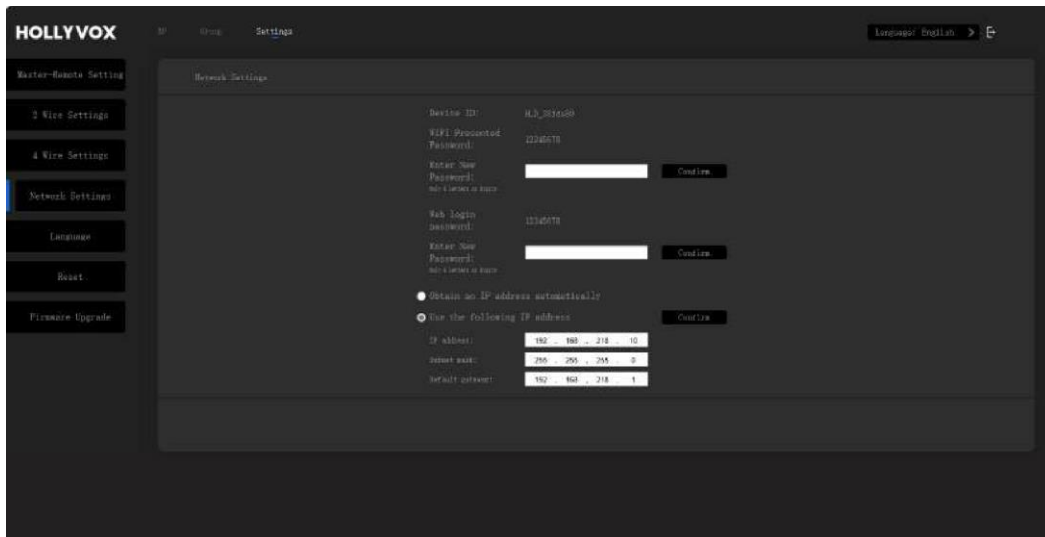 HOLLYVOX
BP Group Settings Language: English >
Master-Remote Setting
2 Wire Settings
4 Wire Settings
Network Settings
Language
Reset
Firmware Upgrade
Network Settings
Device ID:
WIFI
Password: 12345678
Enter New
Password: Confirm
Web login
password: 12345678
Enter New
Password: Confirm
Obtain an IP address automatically
Use the following IP address Confirm
IP address: 192 . 168 . 218 . 10
Subnet mask: 255 . 255 . 255 . 0
Default gateway: 192 . 168 . 218 . 1